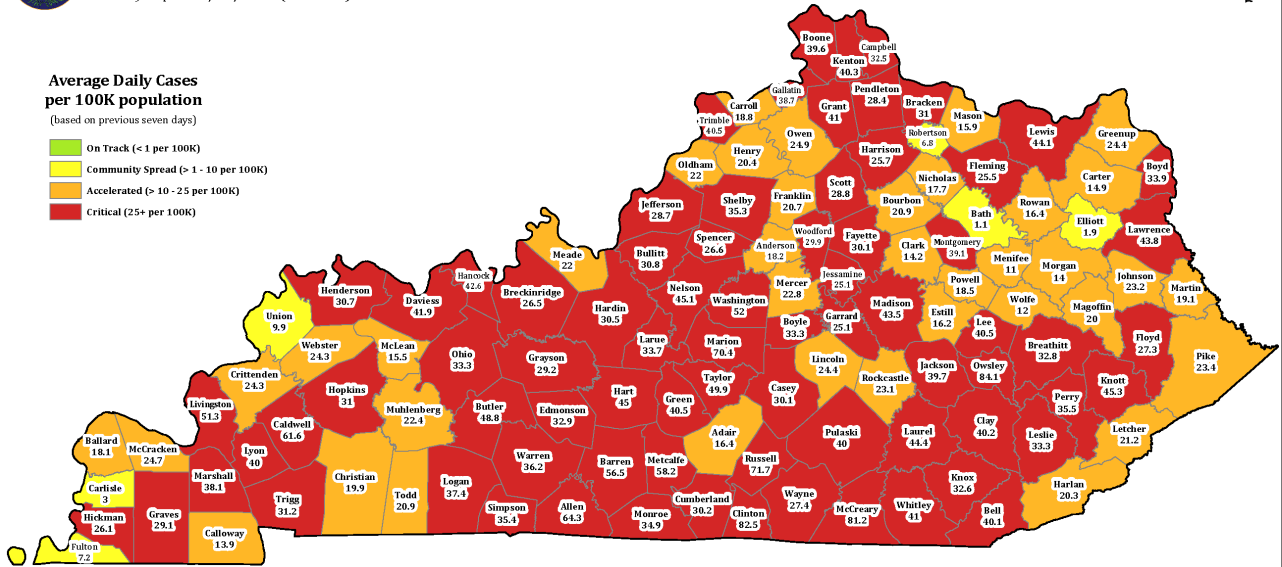 Average Daily Cases
per 100K population
(based on previous seven days)
On Track (< 1 per 100K)
Community Spread (> 1 - 10 per 100K)
Accelerated (> 10 - 25 per 100K)
Critical (25+ per 100K)
Boone
39.6
Campbell
32.5
Kenton
40.3
Gallatin
38.7
Carroll
18.8
Trimble
40.5
Grant
41
Pendleton
28.4
Bracken
31
Mason
15.9
Robertson
6.8
Lewis
44.1
Greenup
24.4
Owen
24.9
Henry
20.4
Oldham
22
Harrison
25.7
Fleming
25.5
Boyd
33.9
Carter
14.9
Nicholas
17.7
Scott
28.8
Franklin
20.7
Shelby
35.3
Jefferson
28.7
Bourbon
20.9
Bath
1.1
Rowan
16.4
Elliott
1.9
Lawrence
43.8
Woodford
29.9
Fayette
30.1
Spencer
26.6
Anderson
18.2
Clark
14.2
Montgomery
39.1
Menifee
11
Morgan
14
Johnson
23.2
Martin
19.1
Meade
22
Bullitt
30.8
Hancock
42.6
Henderson
30.7
Daviess
41.9
Breckinridge
26.5
Hardin
30.5
Nelson
45.1
Washington
52
Mercer
22.8
Jessamine
25.1
Madison
43.5
Powell
18.5
Estill
16.2
Wolfe
12
Magoffin
20
Union
9.9
Webster
24.3
McLean
15.5
Ohio
33.3
Grayson
29.2
Larue
33.7
Marion
70.4
Boyle
33.3
Garrard
25.1
Lee
40.5
Breathitt
32.8
Floyd
27.3
Pike
23.4
Crittenden
24.3
Hopkins
31
Muhlenberg
22.4
Butler
48.8
Edmonson
32.9
Hart
45
Green
40.5
Taylor
49.9
Casey
30.1
Lincoln
24.4
Rockcastle
23.1
Jackson
39.7
Owsley
84.1
Perry
35.5
Knott
45.3
Livingston
51.3
Caldwell
61.6
Lyon
40
Ballard
18.1
McCracken
24.7
Marshall
38.1
Warren
36.2
Barren
56.5
Metcalfe
58.2
Adair
16.4
Russell
71.7
Pulaski
40
Laurel
44.4
Clay
40.2
Leslie
33.3
Letcher
21.2
Harlan
20.3
Carlisle
3
Hickman
26.1
Graves
29.1
Fulton
7.2
Calloway
13.9
Trigg
31.2
Christian
19.9
Todd
20.9
Logan
37.4
Simpson
35.4
Allen
64.3
Monroe
34.9
Cumberland
30.2
Clinton
82.5
Wayne
27.4
McCreary
81.2
Whitley
41
Knox
32.6
Bell
40.1